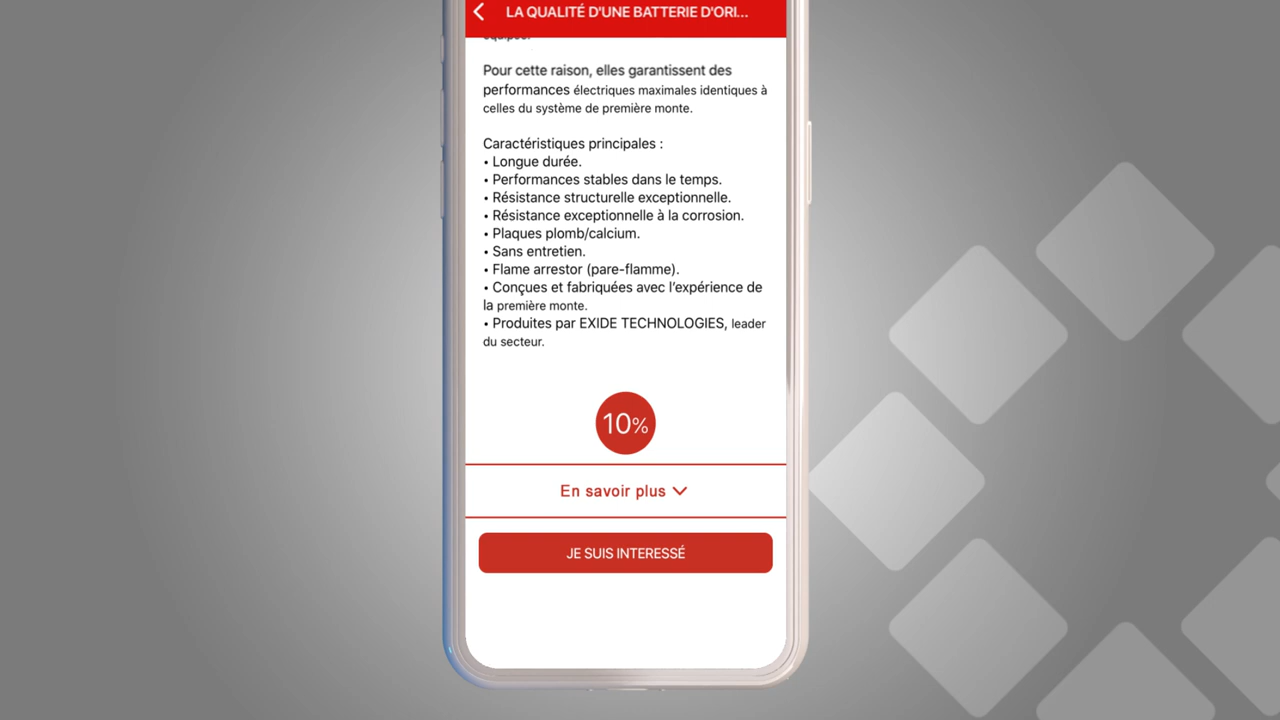 LA QUALITÉ D'UNE BATTERIE D'ORI...
Pour cette raison, elles garantissent des
performances électriques maximales identiques à
celles du système de première monte.
Caractéristiques principales :
• Longue durée.
• Performances stables dans le temps.
• Résistance structurelle exceptionnelle.
• Résistance exceptionnelle à la corrosion.
• Plaques plomb/calcium.
• Sans entretien.
• Flame arrestor (pare-flamme).
• Conçues et fabriquées avec l'expérience de
la première monte.
• Produites par EXIDE TECHNOLOGIES, leader
du secteur.
10%
En savoir plus
JE SUIS INTERESSÉ